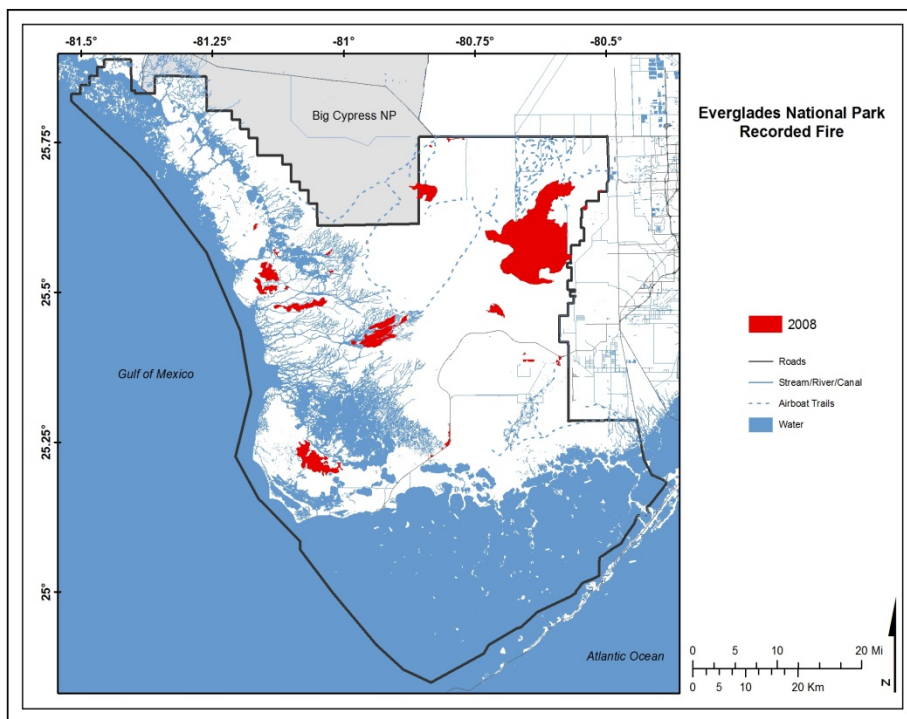 Everglades National Park
Recorded Fire
-81.5
-81.25
-81°
-80.75
-80.5
25.75
25.5
25.25
25°
Big Cypress NP
Gulf of Mexico
Atlantic Ocean
2008
Roads
Stream/River/Canal
Airboat Trails
Water
0 5 10 20 Mi
0 5 10 20 Km
N